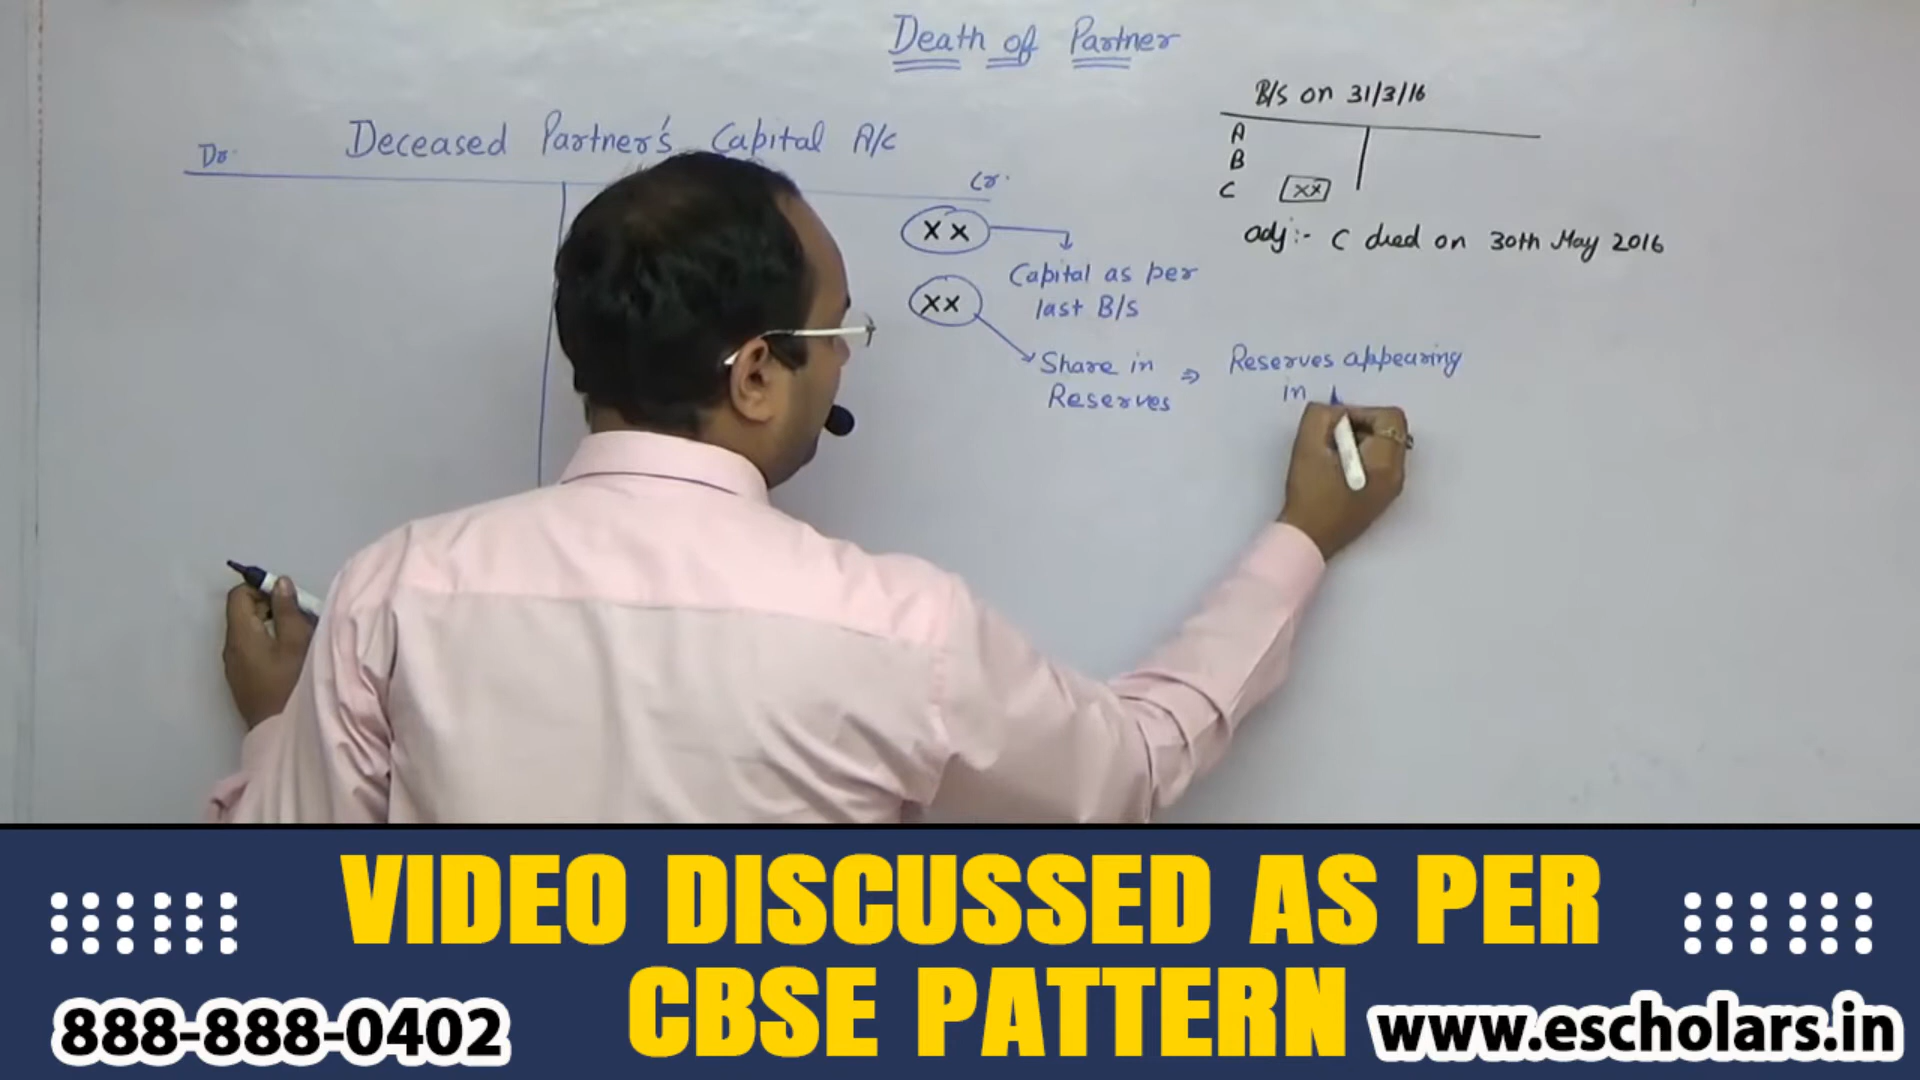 Death of Partner
B/S on 31/3/16
Deceased Partner's Capital A/c
Dr.
Cr.
A
B
C xx
xx
adj:- C died on 30th May 2016
Capital as per
last B/S
xx
Share in ⇒ Reserves appearing
Reserves in
VIDEO DISCUSSED AS PER
CBSE PATTERN
888-888-0402
www.escholars.in